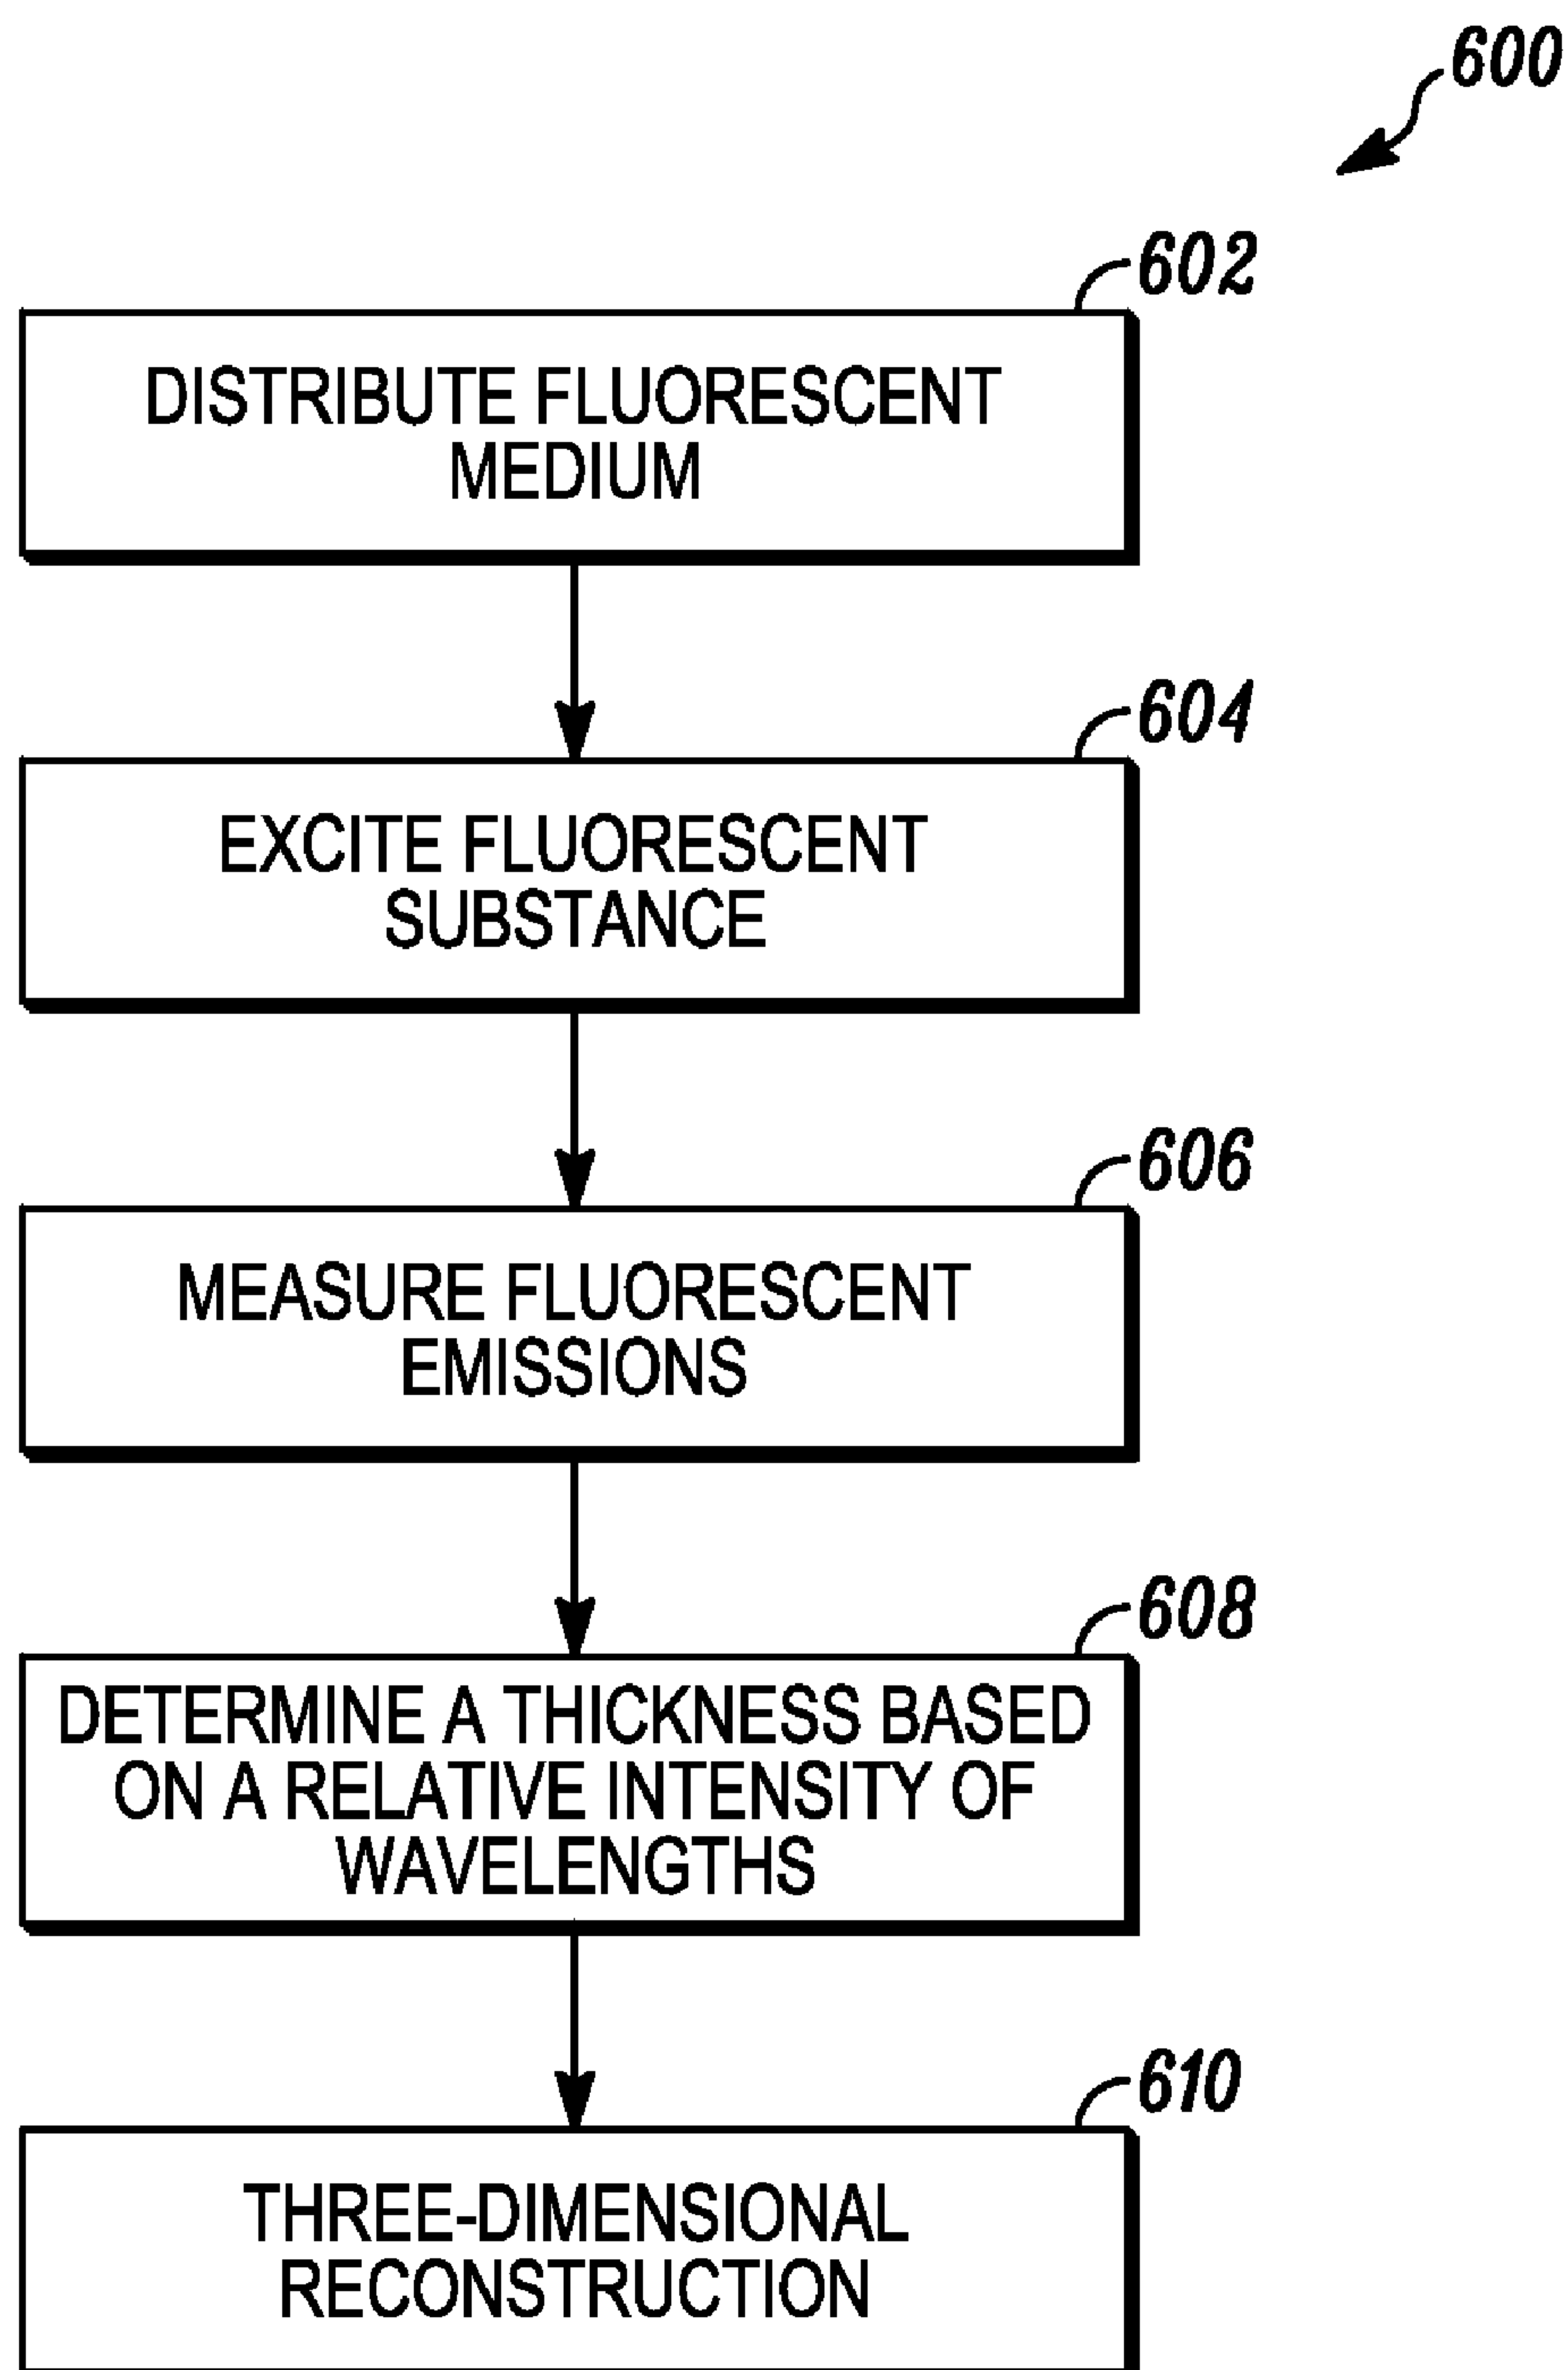 600
602
DISTRIBUTE FLUORESCENT
MEDIUM
604
EXCITE FLUORESCENT
SUBSTANCE
606
MEASURE FLUORESCENT
EMISSIONS
608
DETERMINE A THICKNESS BASED
ON A RELATIVE INTENSITY OF
WAVELENGTHS
610
THREE-DIMENSIONAL
RECONSTRUCTION